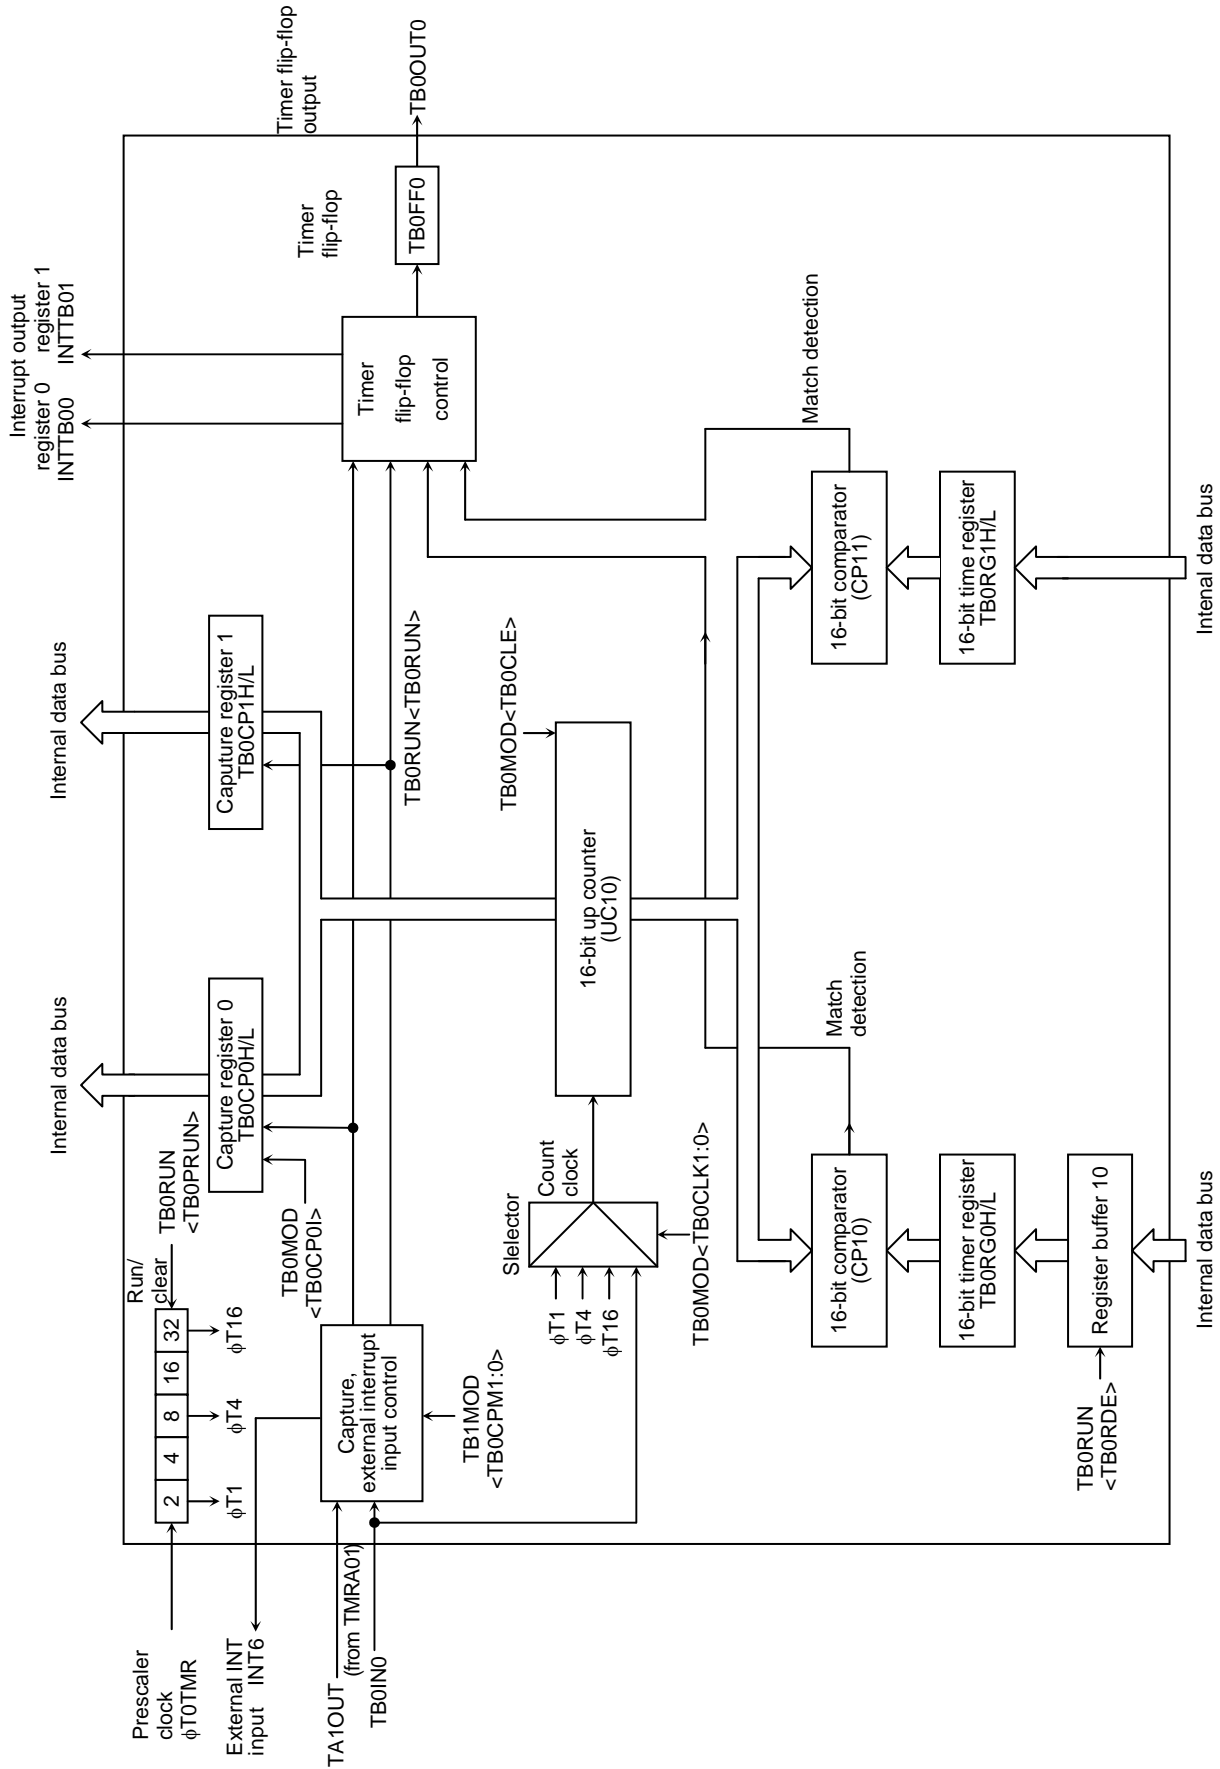 Prescaler
clock
φT0TMR
2
4
8
16
32
φT1
φT4
φT16
Run/
clear
TB0RUN
<TB0PRUN>
External INT
input INT6
TA1OUT
(from TMRA01)
TB0IN0
Capture,
external interrupt
input control
TB1MOD
<TB0CPM1:0>
TB0MOD
<TB0CP0I>
Internal data bus
Capture register 0
TB0CP0H/L
Internal data bus
Caputure register 1
TB0CP1H/L
Interrupt output
register 0
INTTB00
register 1
INTTB01
TB0RUN<TB0RUN>
Timer
flip-flop
control
Timer
flip-flop
TB0FF0
Timer flip-flop
output
TB0OUT0
Slelector
φT1
φT4
φT16
Count
clock
TB0MOD<TB0CLK1:0>
16-bit up counter
(UC10)
TB0MOD<TB0CLE>
Match
detection
Match detection
16-bit comparator
(CP10)
16-bit comparator
(CP11)
16-bit timer register
TB0RG0H/L
16-bit time register
TB0RG1H/L
Register buffer 10
TB0RUN
<TB0RDE>
Internal data bus
Intenal data bus